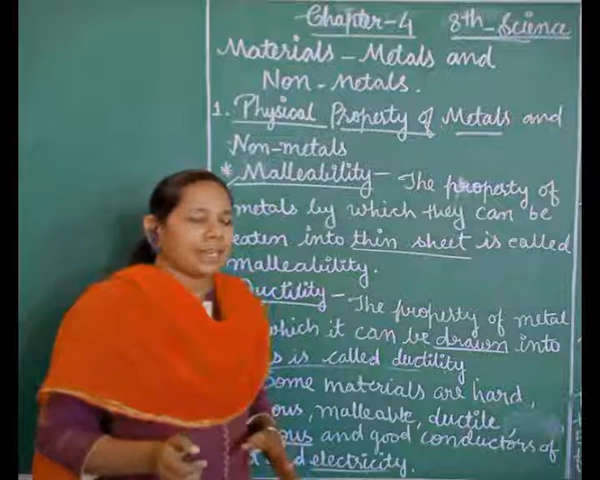 Chapter-4 8th-Science
Materials - Metals and
Non-Metals.
1. Physical Property of Metals and
Non-metals
* Malleability - The property of
metals by which they can be
eaten into thin sheet is called
malleability.
Ductility - The property of metal
which it can be drawn into
s is called ductility
Some materials are hard,
ous, malleable, ductile,
ous and good conductors of
t and electricity.